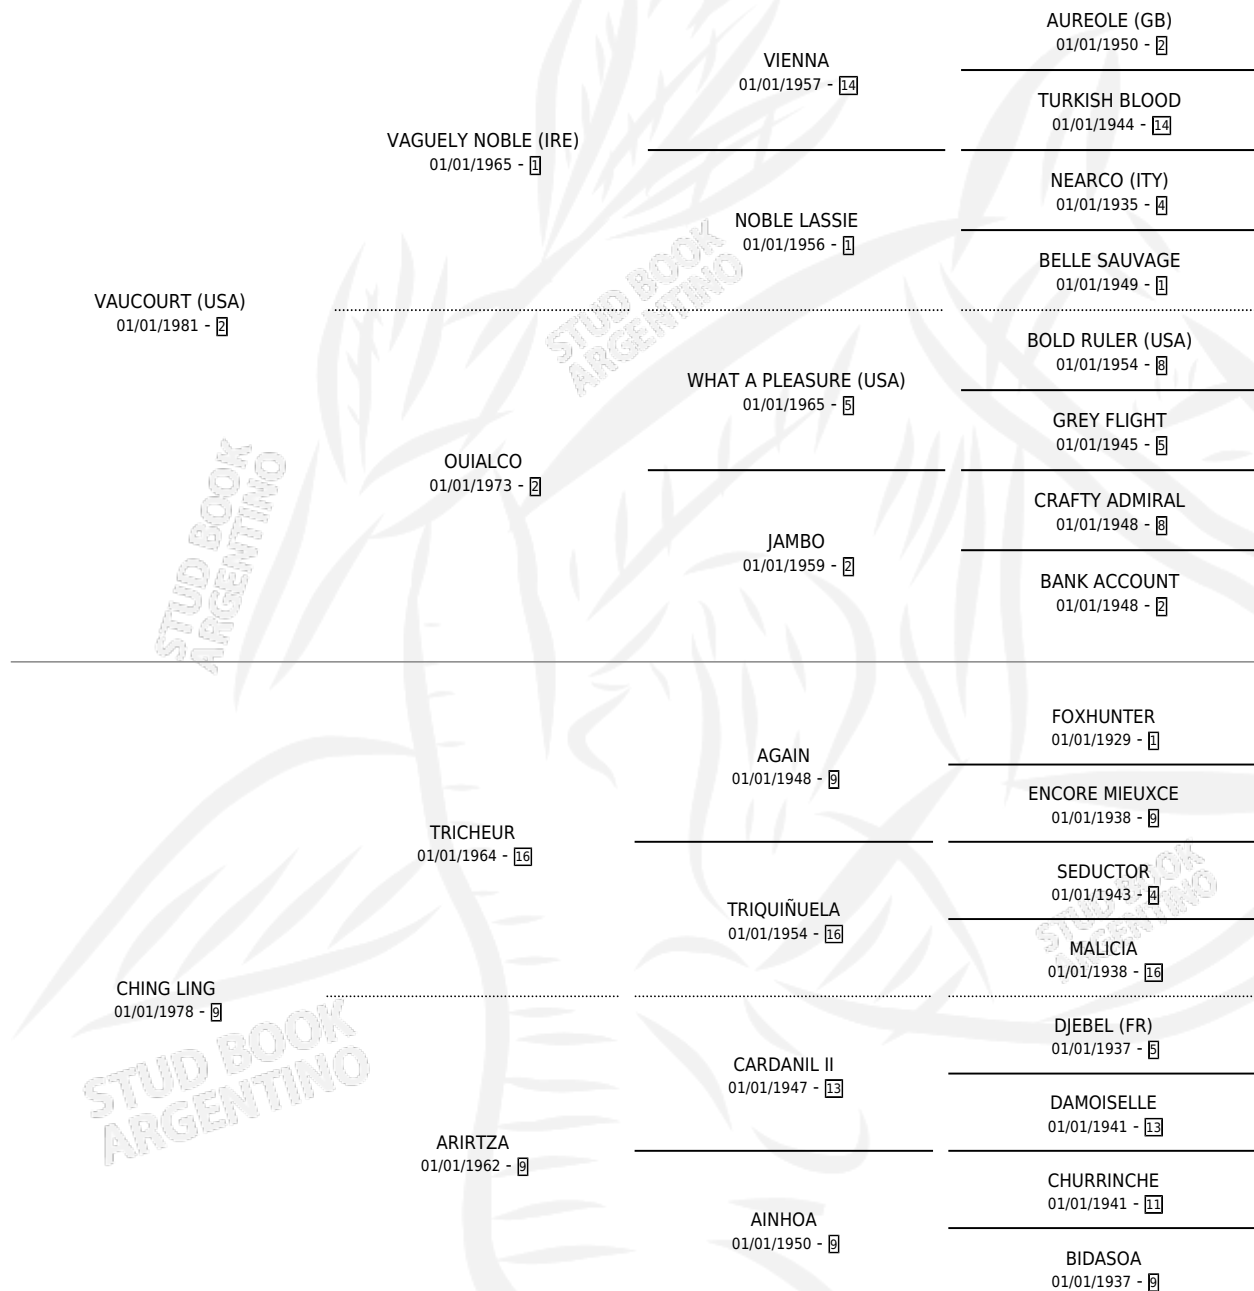 AUREOLE (GB)
01/01/1950 - 2
VIENNA
01/01/1957 - 14
TURKISH BLOOD
01/01/1944 - 14
VAGUELY NOBLE (IRE)
01/01/1965 - 1
NEARCO (ITY)
01/01/1935 - 4
NOBLE LASSIE
01/01/1956 - 1
BELLE SAUVAGE
01/01/1949 - 1
VAUCOURT (USA)
01/01/1981 - 2
STUD BOOK
ARGENTINO
BOLD RULER (USA)
01/01/1954 - 8
WHAT A PLEASURE (USA)
01/01/1965 - 5
GREY FLIGHT
01/01/1945 - 5
OUIALCO
01/01/1973 - 2
CRAFTY ADMIRAL
01/01/1948 - 8
JAMBO
01/01/1959 - 2
BANK ACCOUNT
01/01/1948 - 2
STUD BOOK
ARGENTINO
FOXHUNTER
01/01/1929 - 1
AGAIN
01/01/1948 - 9
ENCORE MIEUXCE
01/01/1938 - 9
TRICHEUR
01/01/1964 - 16
SEDUCTOR
01/01/1943 - 4
TRIQUIÑUELA
01/01/1954 - 16
MALICIA
01/01/1938 - 16
STUD BOOK
ARGENTINO
CHING LING
01/01/1978 - 9
DJEBEL (FR)
01/01/1937 - 5
CARDANIL II
01/01/1947 - 13
DAMOISELLE
01/01/1941 - 13
STUD BOOK
ARGENTINO
ARIRTZA
01/01/1962 - 9
CHURRINCHE
01/01/1941 - 11
AINHOA
01/01/1950 - 9
BIDASOA
01/01/1937 - 9